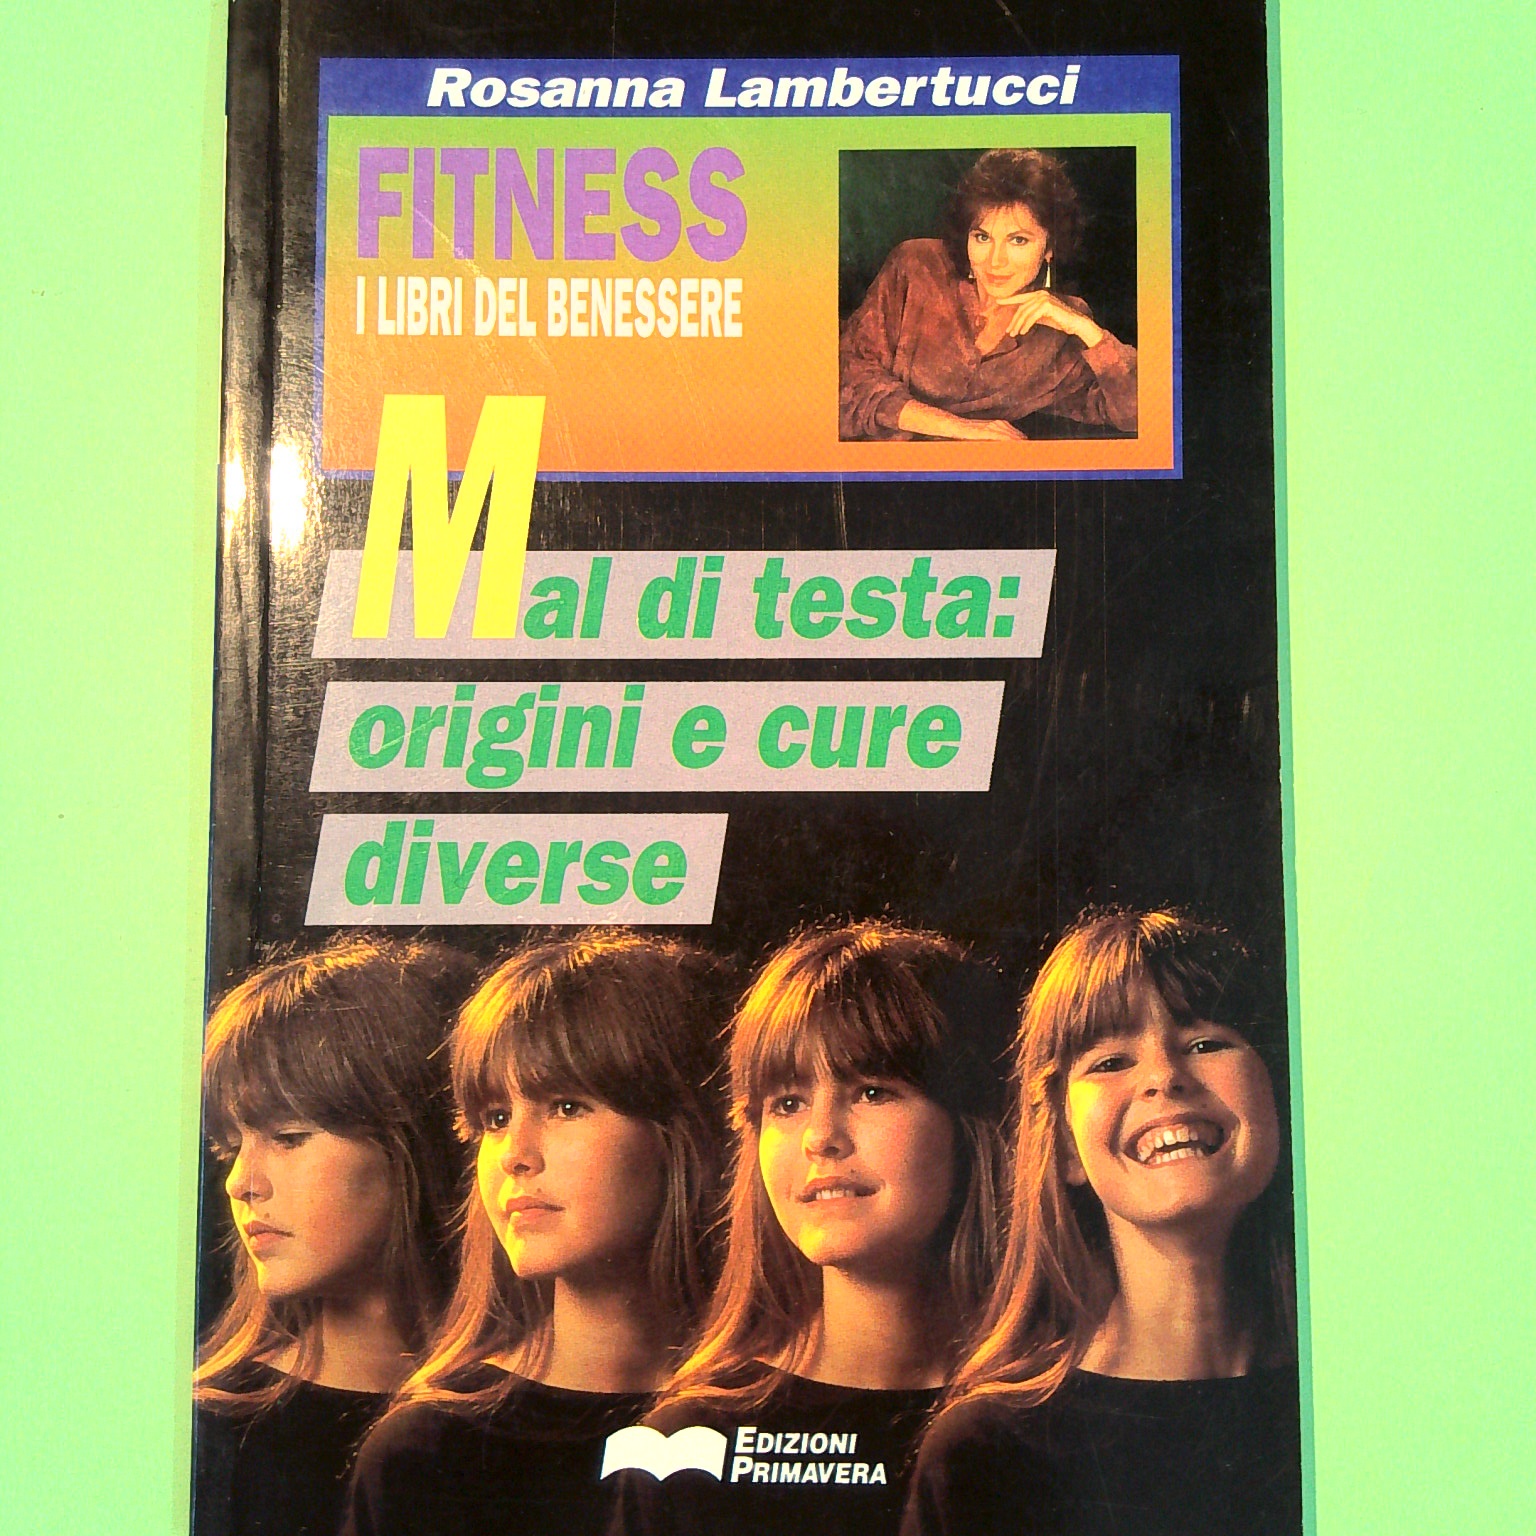 Rosanna Lambertucci
FITNESS
I LIBRI DEL BENESSERE
Mal di testa:
origini e cure
diverse
EDIZIONI
PRIMAVERA